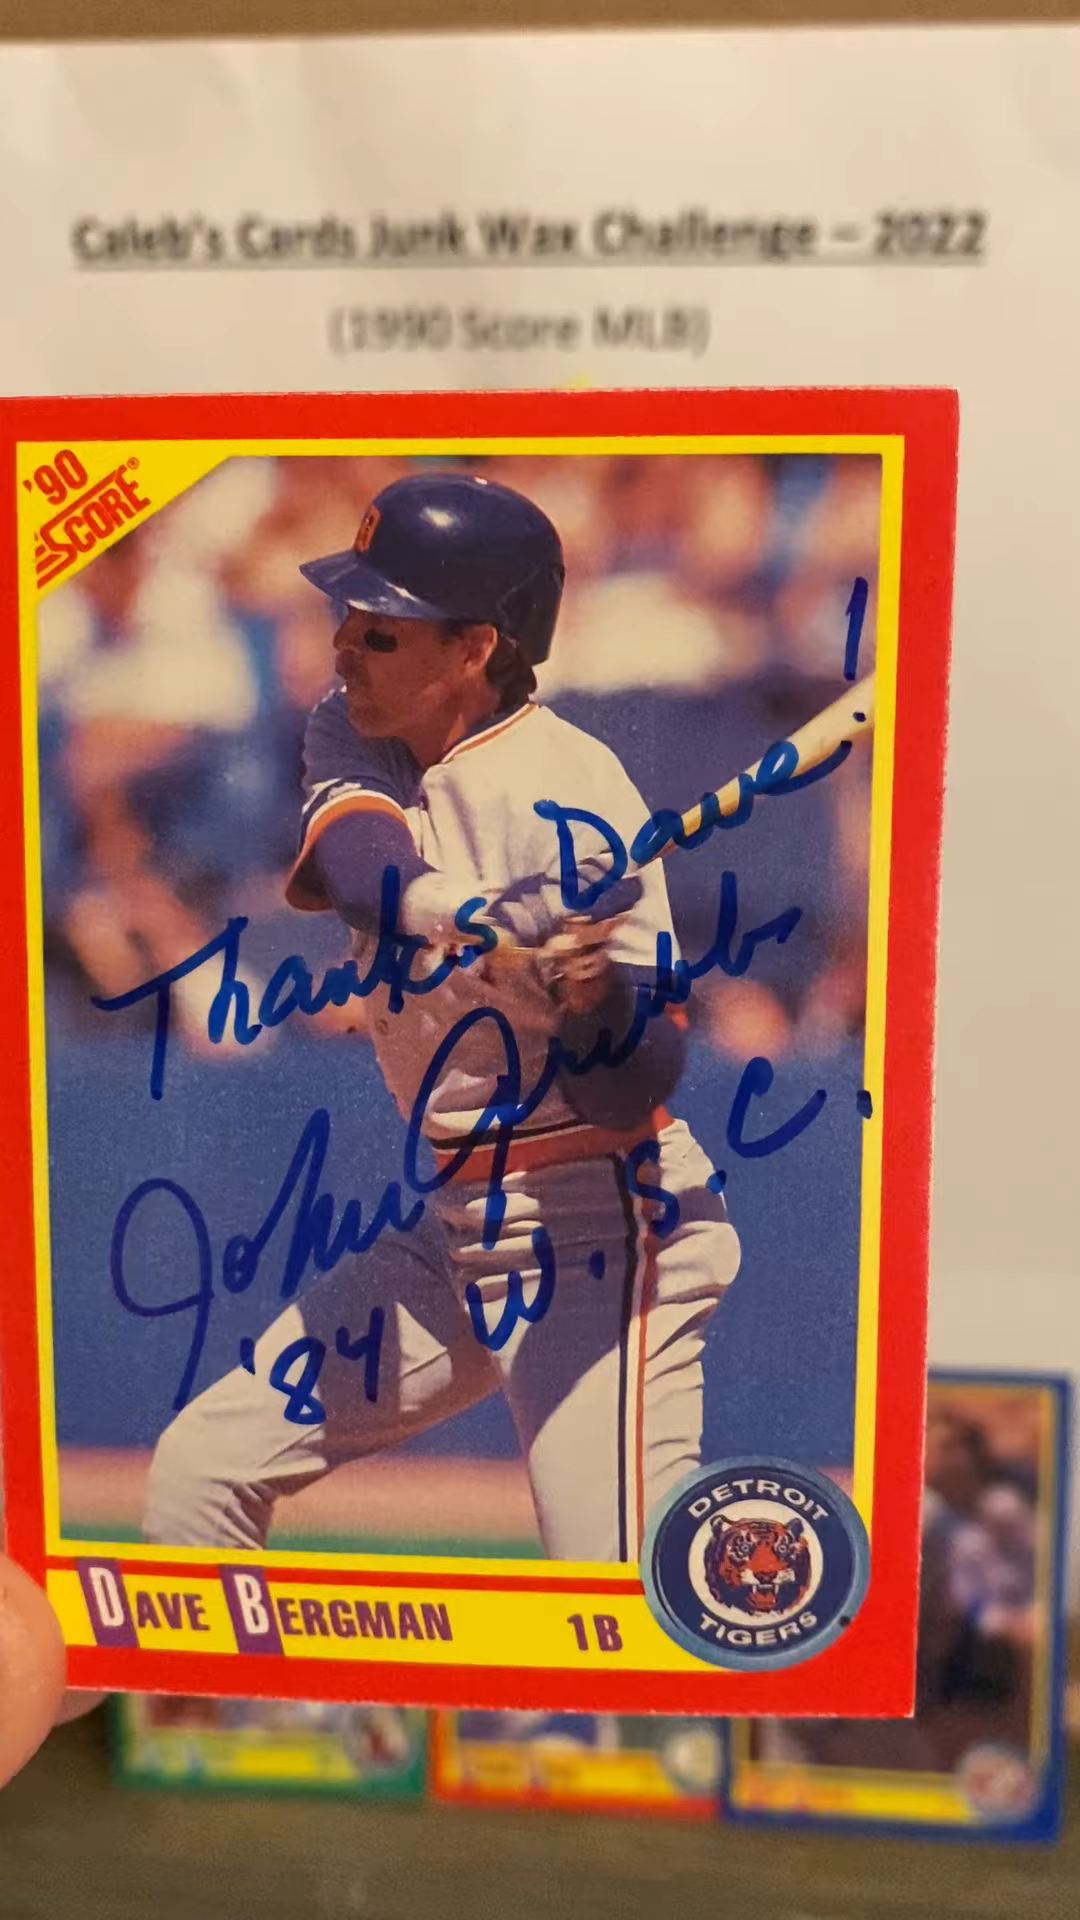 Caleb's Cards Junk Wax Challenge – 2022
(1990 Score MLB)
'90
SCORE®
Thanks Dave!
John Grubb
'84 W.S.C.
DAVE BERGMAN 1B
DETROIT
TIGERS